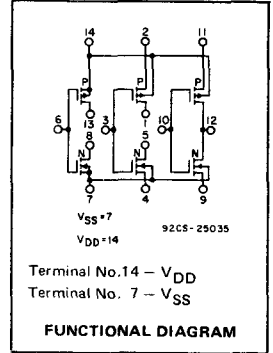 14 2 11
P P P
13 1
6 3 10 12
8 5
N N N
7 4 9
VSS=7
92CS-25035
VDD=14
Terminal No.14 – VDD
Terminal No. 7 – VSS
FUNCTIONAL DIAGRAM